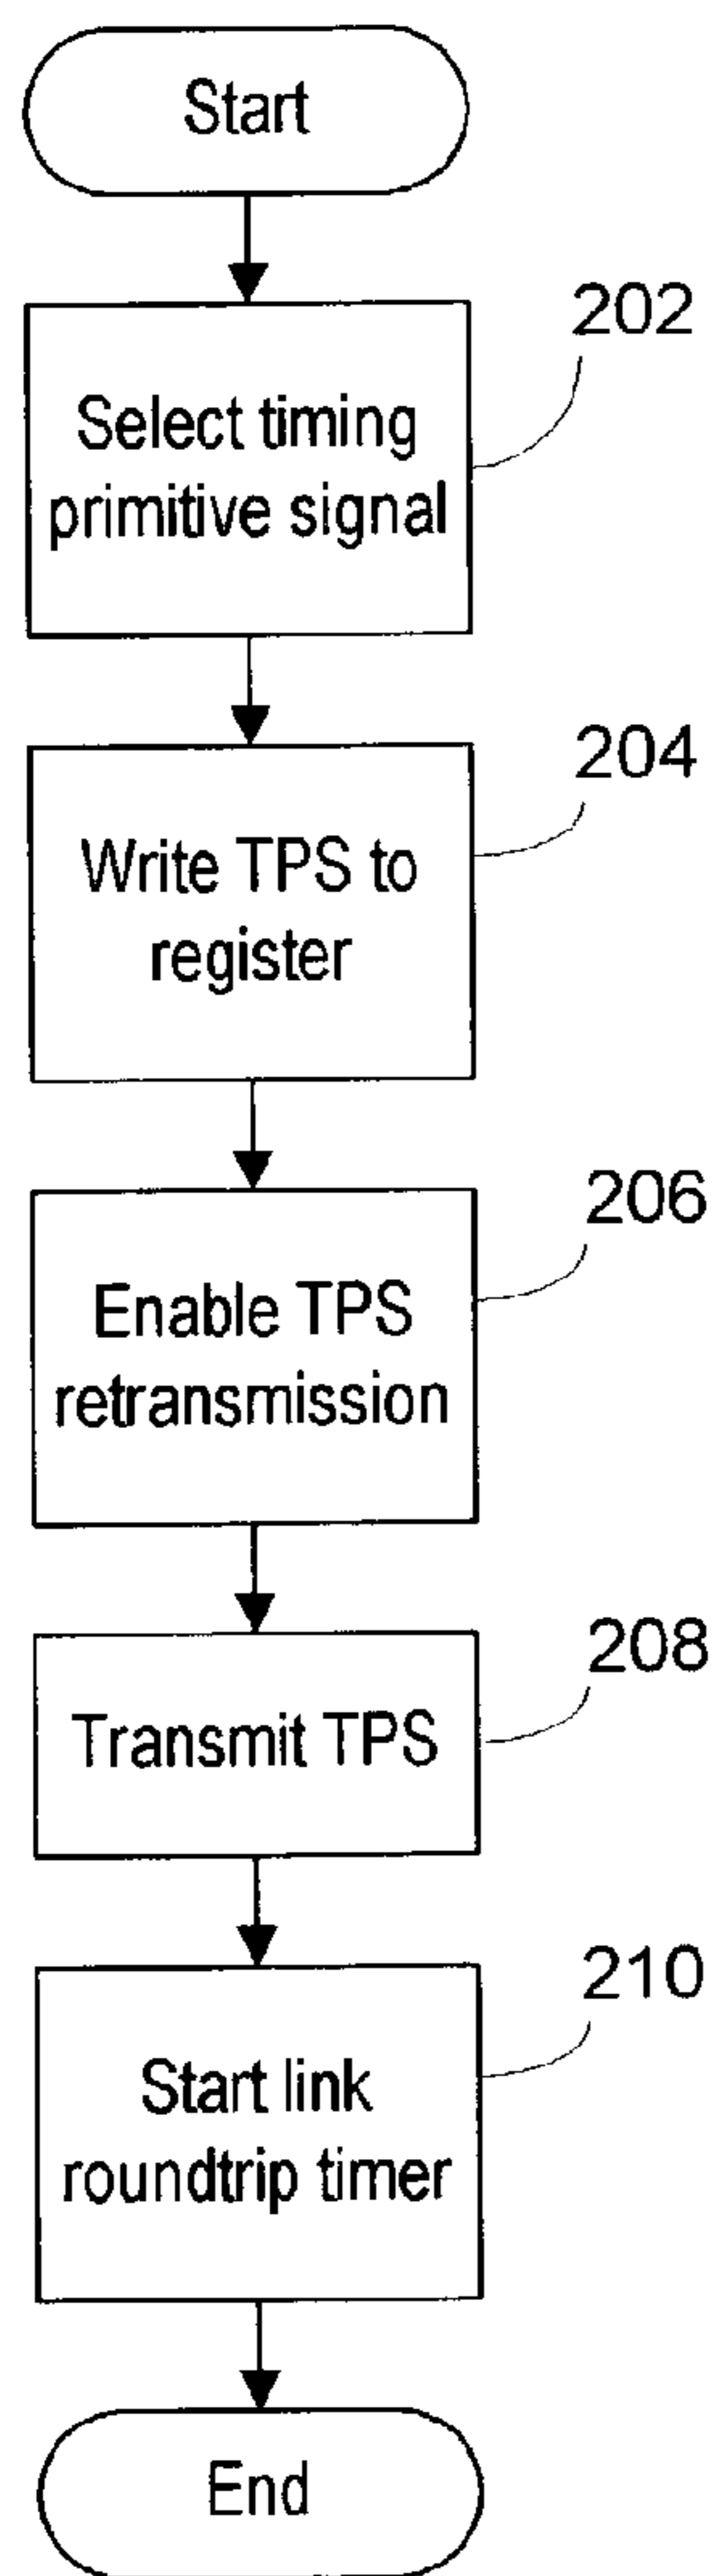 Start
202
Select timing
primitive signal
204
Write TPS to
register
206
Enable TPS
retransmission
208
Transmit TPS
210
Start link
roundtrip timer
End